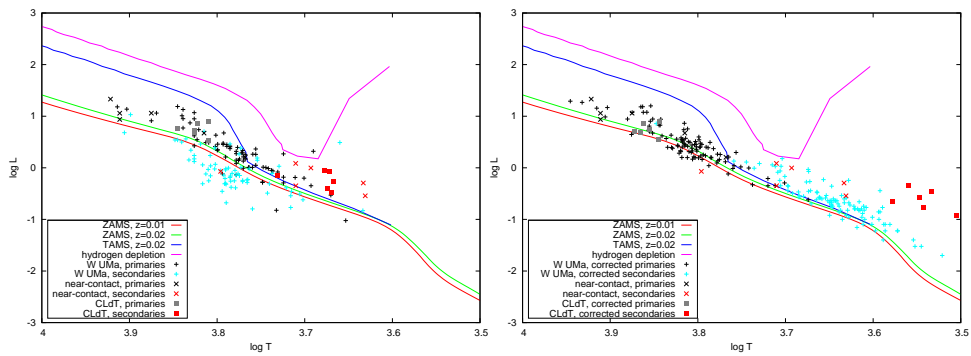 3
2
1
0
-1
-2
-3
4
3.9
3.8
3.7
3.6
3.5
log L
log T
ZAMS, z=0.01
ZAMS, z=0.02
TAMS, z=0.02
hydrogen depletion
W UMa, primaries
W UMa, secondaries
near-contact, primaries
near-contact, secondaries
CLdT, primaries
CLdT, secondaries
3
2
1
0
-1
-2
-3
4
3.9
3.8
3.7
3.6
3.5
log L
log T
ZAMS, z=0.01
ZAMS, z=0.02
TAMS, z=0.02
hydrogen depletion
W UMa, corrected primaries
W UMa, corrected secondaries
near-contact, primaries
near-contact, secondaries
CLdT, corrected primaries
CLdT, corrected secondaries